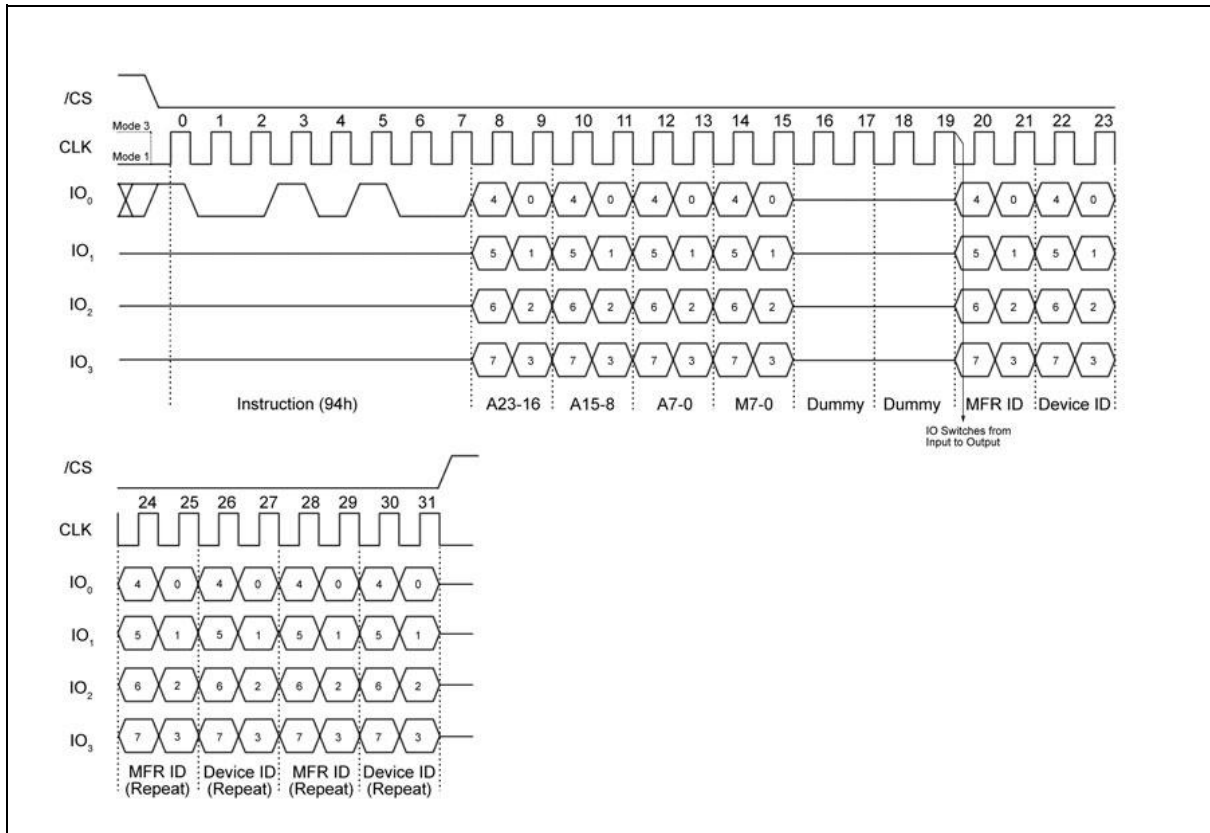 /CS
Mode 3
0 1 2 3 4 5 6 7 8 9 10 11 12 13 14 15 16 17 18 19 20 21 22 23
CLK
Mode 1
IO0 4 0 4 0 4 0 4 0 4 0 4 0
IO1 5 1 5 1 5 1 5 1 5 1 5 1
IO2 6 2 6 2 6 2 6 2 6 2 6 2
IO3 7 3 7 3 7 3 7 3 7 3 7 3
Instruction (94h) A23-16 A15-8 A7-0 M7-0 Dummy Dummy MFR ID Device ID
IO Switches from
Input to Output
/CS
24 25 26 27 28 29 30 31
CLK
IO0 4 0 4 0 4 0 4 0
IO1 5 1 5 1 5 1 5 1
IO2 6 2 6 2 6 2 6 2
IO3 7 3 7 3 7 3 7 3
MFR ID Device ID MFR ID Device ID
(Repeat) (Repeat) (Repeat) (Repeat)